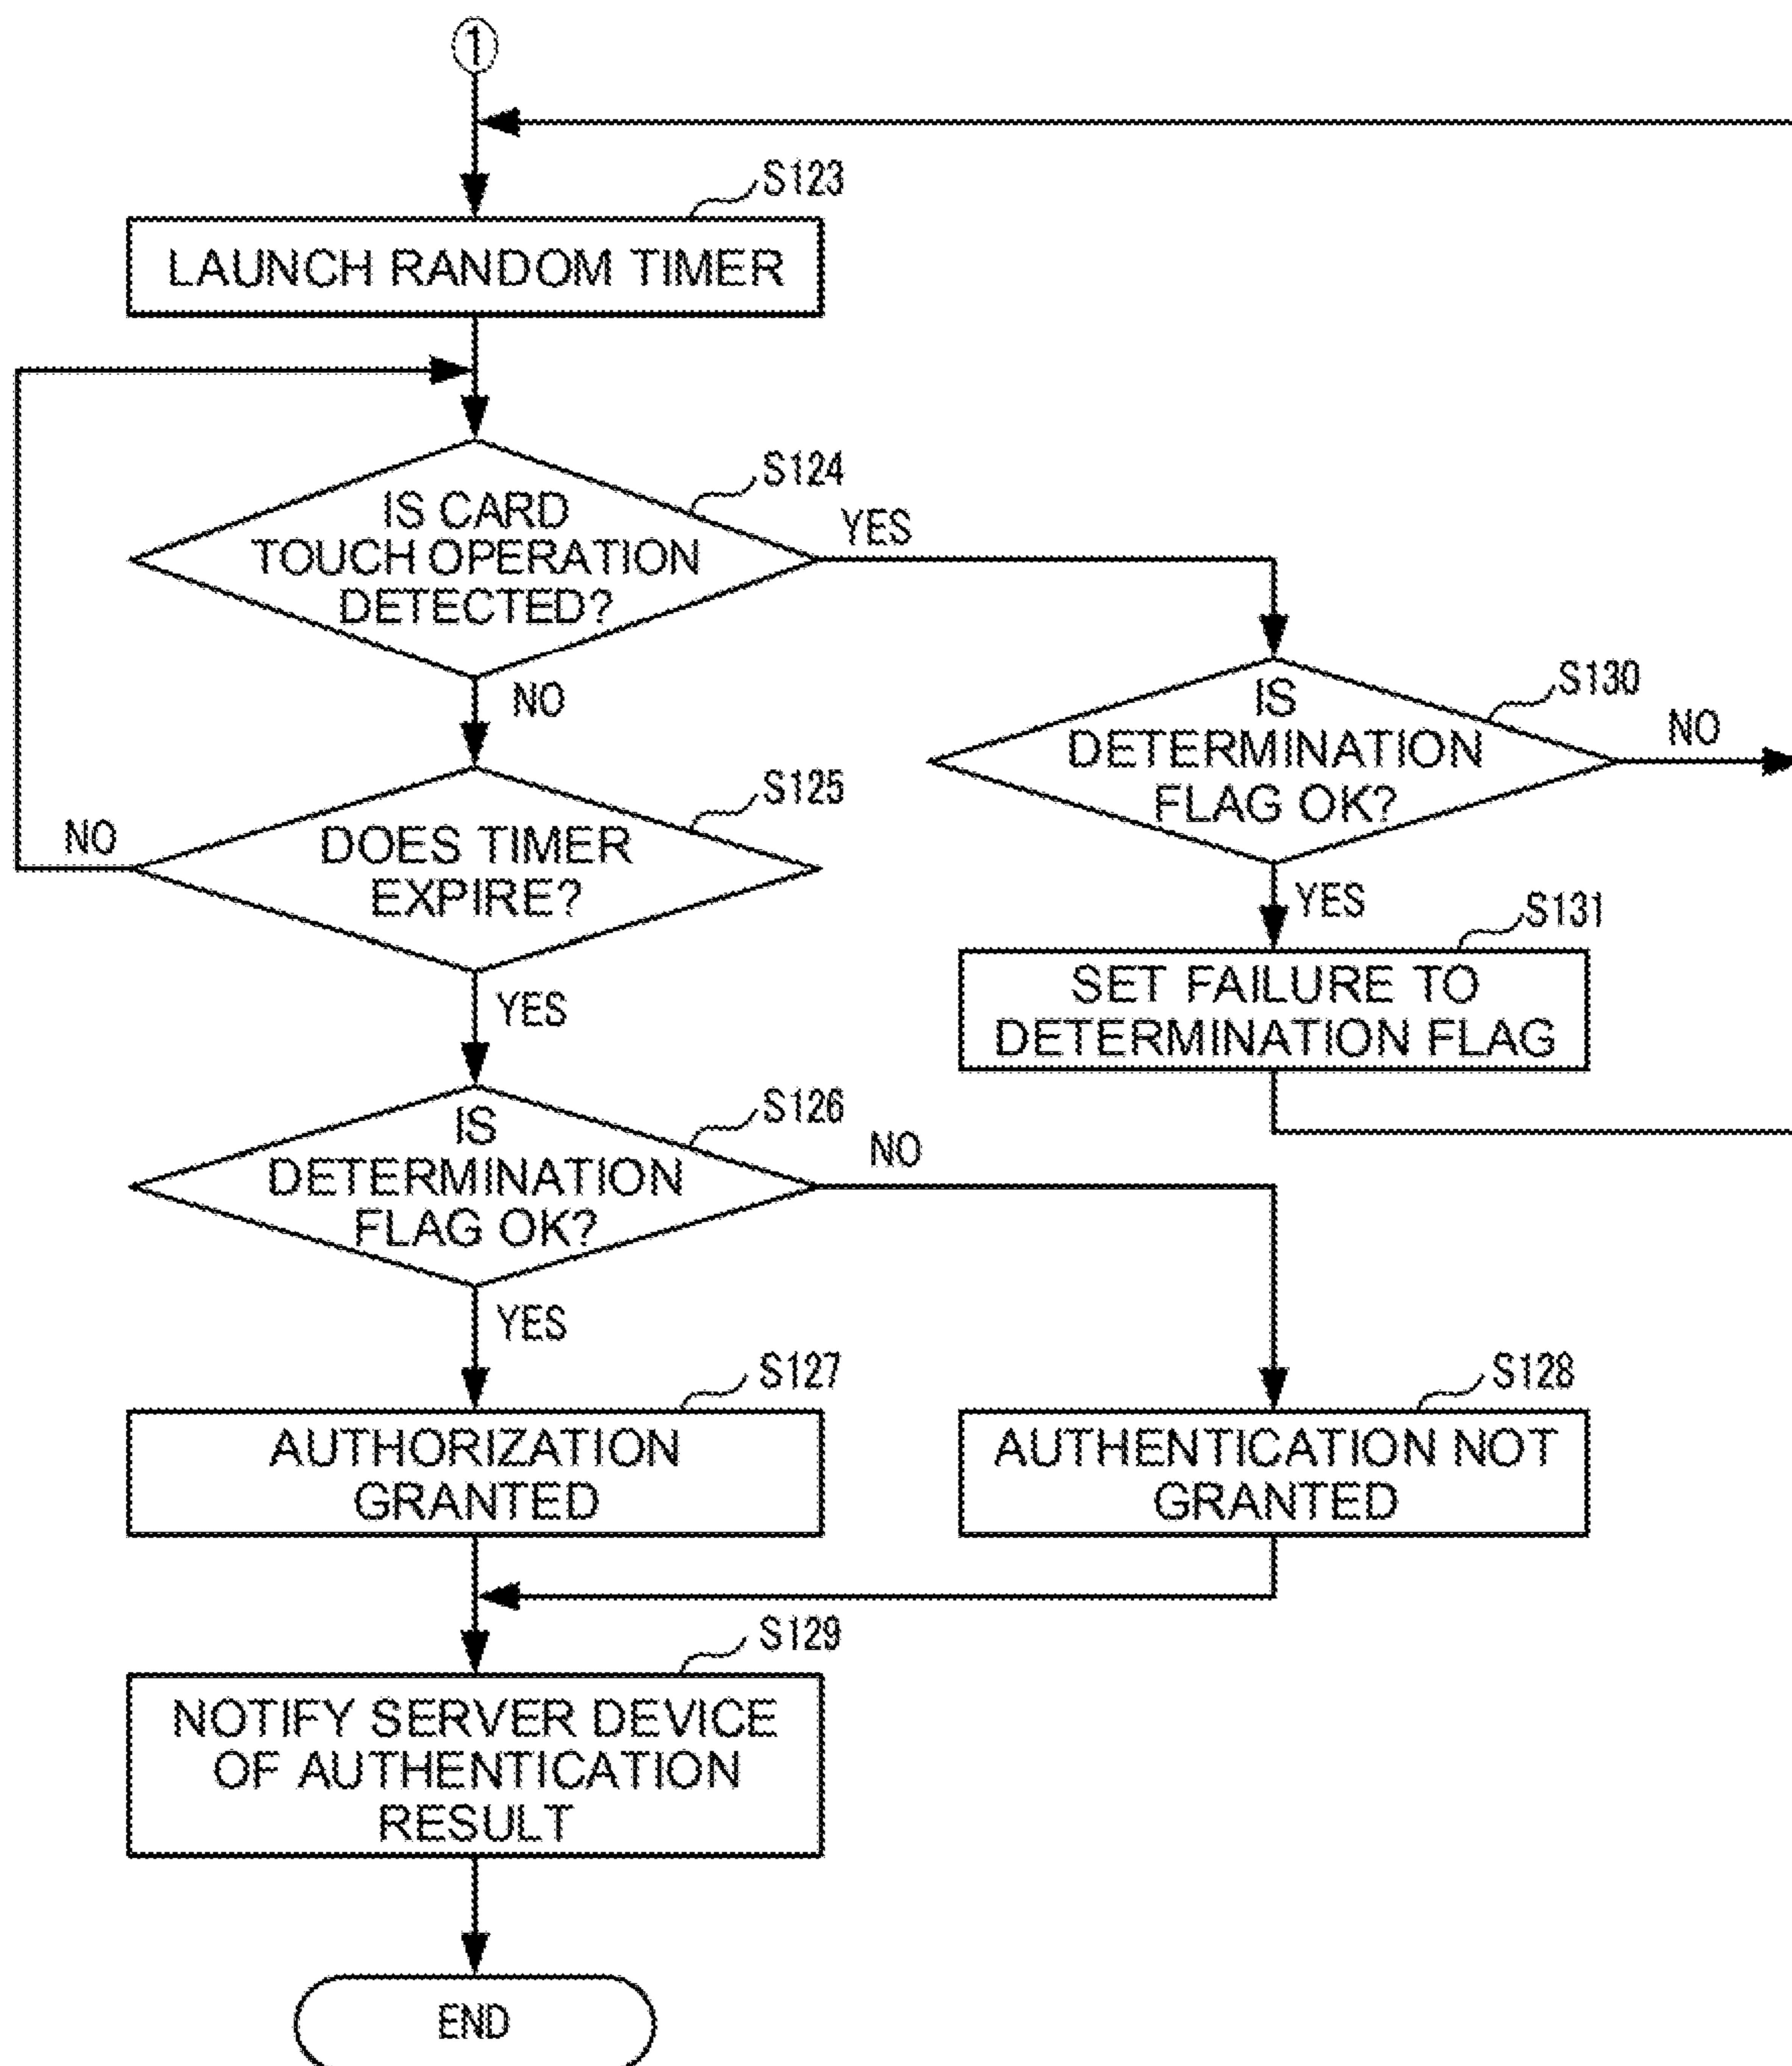 1
S123
LAUNCH RANDOM TIMER
S124
IS CARD
TOUCH OPERATION
DETECTED?
YES
NO
S130
IS
DETERMINATION
FLAG OK?
NO
S125
DOES TIMER
EXPIRE?
NO
YES
YES
S131
SET FAILURE TO
DETERMINATION FLAG
S126
IS
DETERMINATION
FLAG OK?
NO
YES
S127
AUTHORIZATION
GRANTED
S128
AUTHENTICATION NOT
GRANTED
S129
NOTIFY SERVER DEVICE
OF AUTHENTICATION
RESULT
END